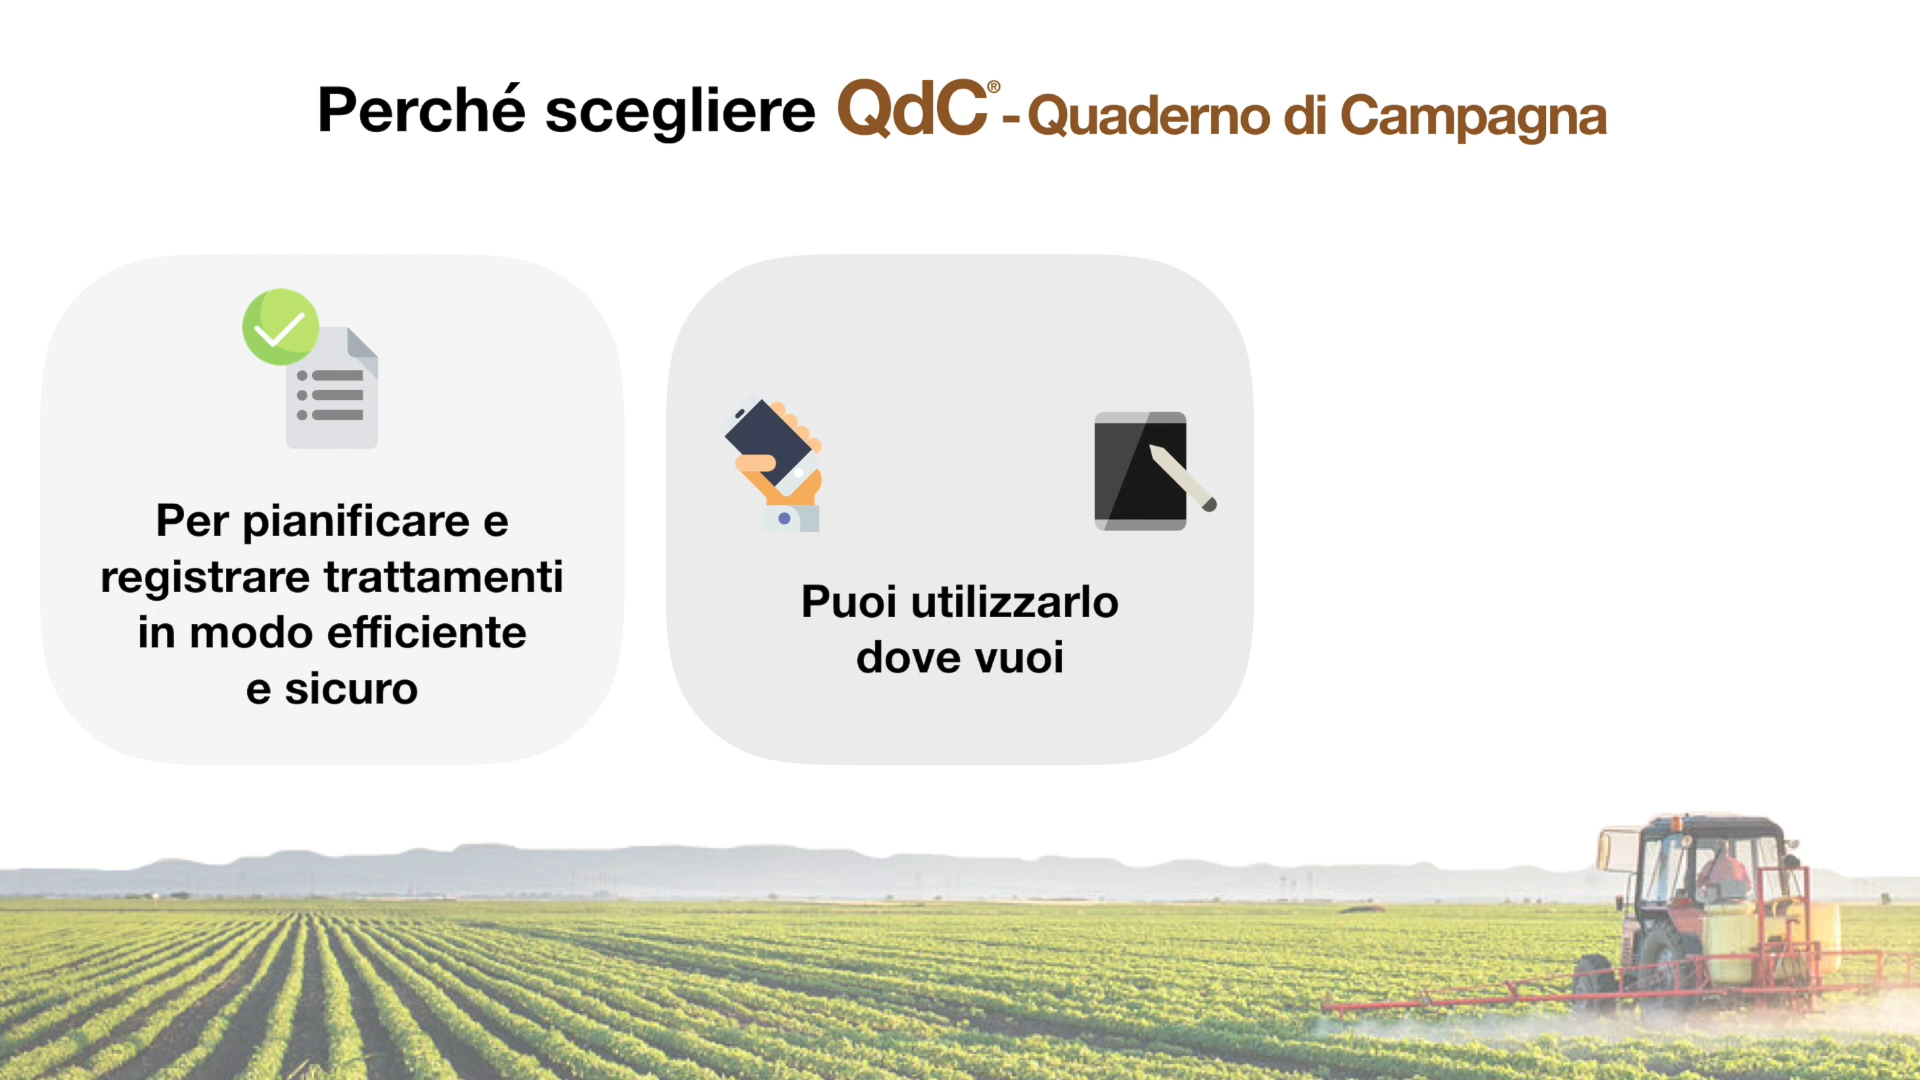 Perché scegliere QdC® - Quaderno di Campagna
Per pianificare e
registrare trattamenti
in modo efficiente
e sicuro
Puoi utilizzarlo
dove vuoi